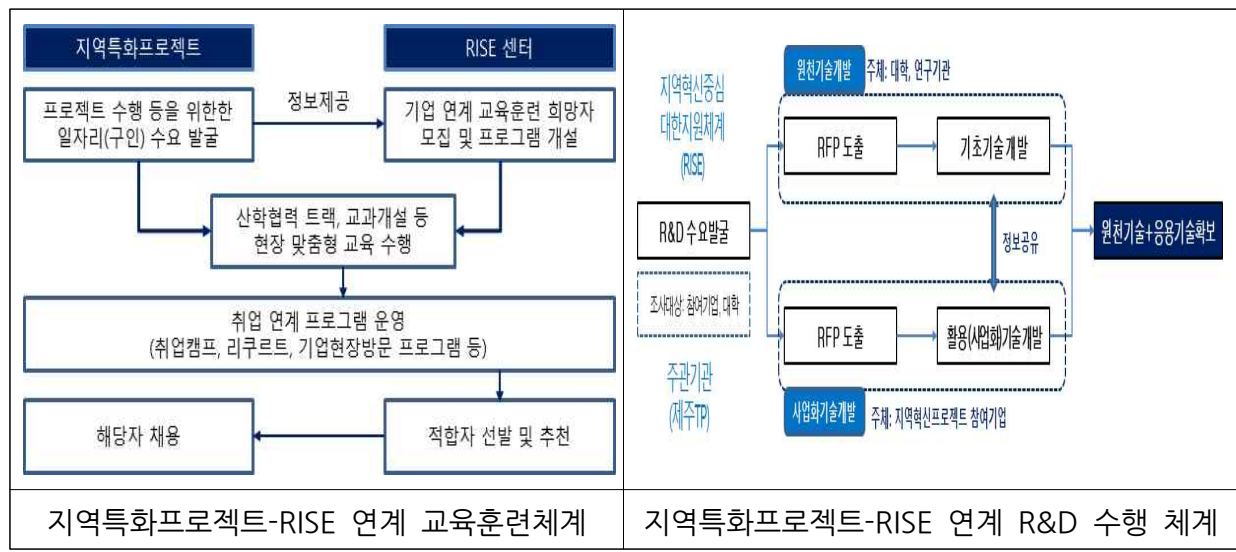 지역특화프로젝트
RISE 센터
프로젝트 수행 등을 위한한
일자리(구인) 수요 발굴
정보제공
기업 연계 교육훈련 희망자
모집 및 프로그램 개설
산학협력 트랙, 교과개설 등
현장 맞춤형 교육 수행
취업 연계 프로그램 운영
(취업캠프, 리쿠르트, 기업현장방문 프로그램 등)
해당자 채용
적합자 선발 및 추천
지역특화프로젝트-RISE 연계 교육훈련체계
지역혁신중심
대한지원체계
(RISE)
원천기술개발
주체: 대학, 연구기관
RFP 도출
기초기술개발
R&D 수요발굴
조사대상: 참여기업, 대학
정보공유
원천기술+응용기술확보
RFP 도출
활용(사업화)기술개발
주관기관
(제주TP)
사업화기술개발
주체: 지역혁신프로젝트 참여기업
지역특화프로젝트-RISE 연계 R&D 수행 체계